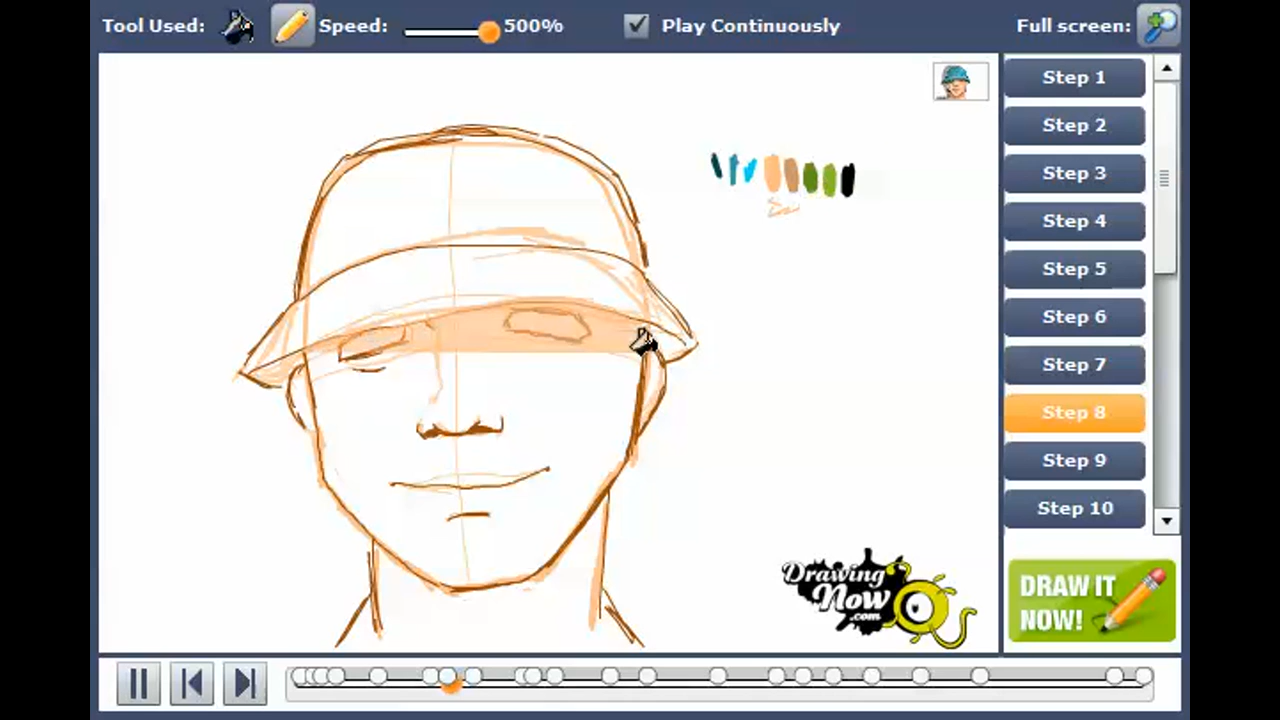 Tool Used:
Speed:
500%
Play Continuously
Full screen:
Step 1
Step 2
Step 3
Step 4
Step 5
Step 6
Step 7
Step 8
Step 9
Step 10
Drawing
Now
.com
DRAW IT
NOW!